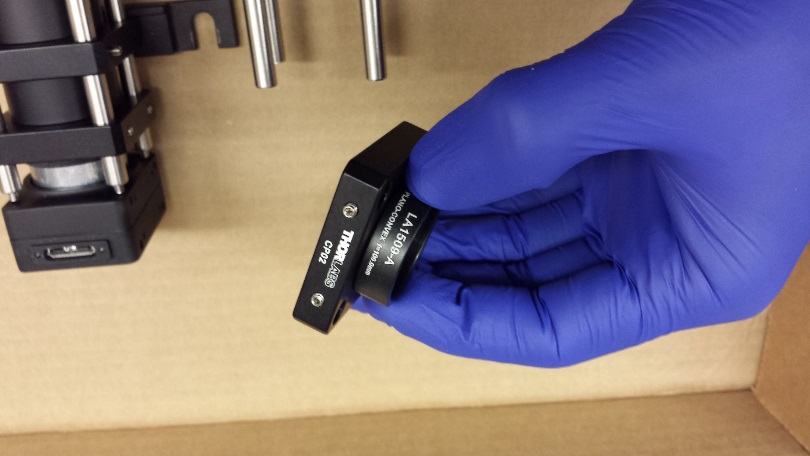 THORLABS
CP02
LA1509-A
PLANO-CONVEX f=100.0mm